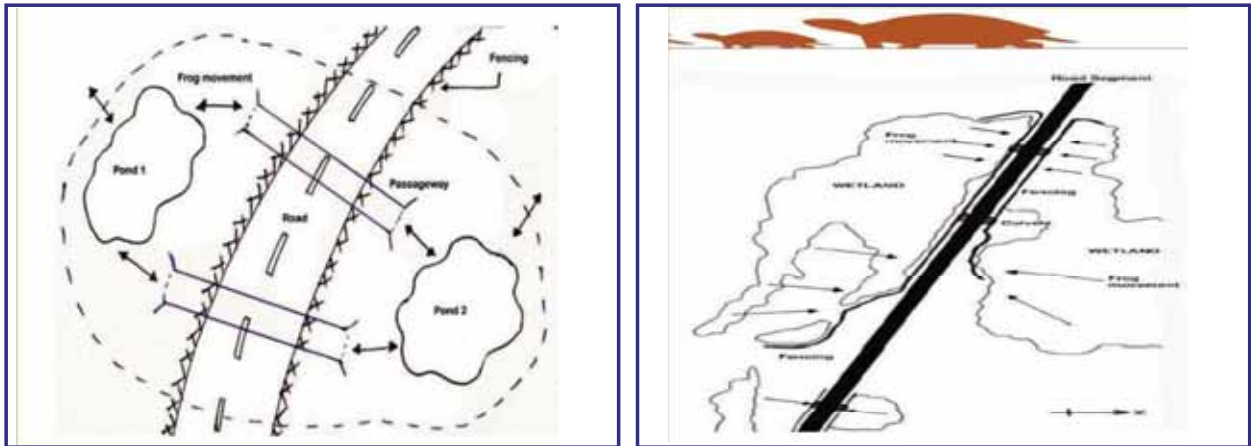 Frog movement
Fencing
Pond 1
Passageway
Road
Pond 2
Road Segment
Frog
movement
WETLAND
Fencing
Culvert
WETLAND
Frog
movement
Fencing